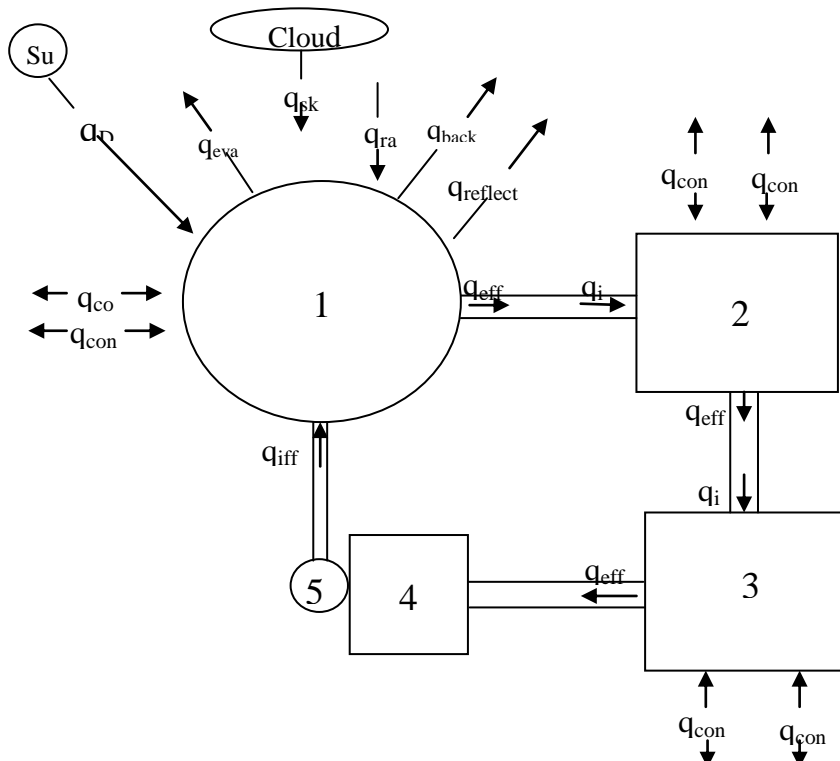 Su
Cloud
q_sk
q_D
q_eva
q_ra
q_back
q_reflect
q_con q_con
q_co
q_con
1
q_eff
q_i
2
q_eff
q_iff
q_i
5
4
q_eff
3
q_con q_con